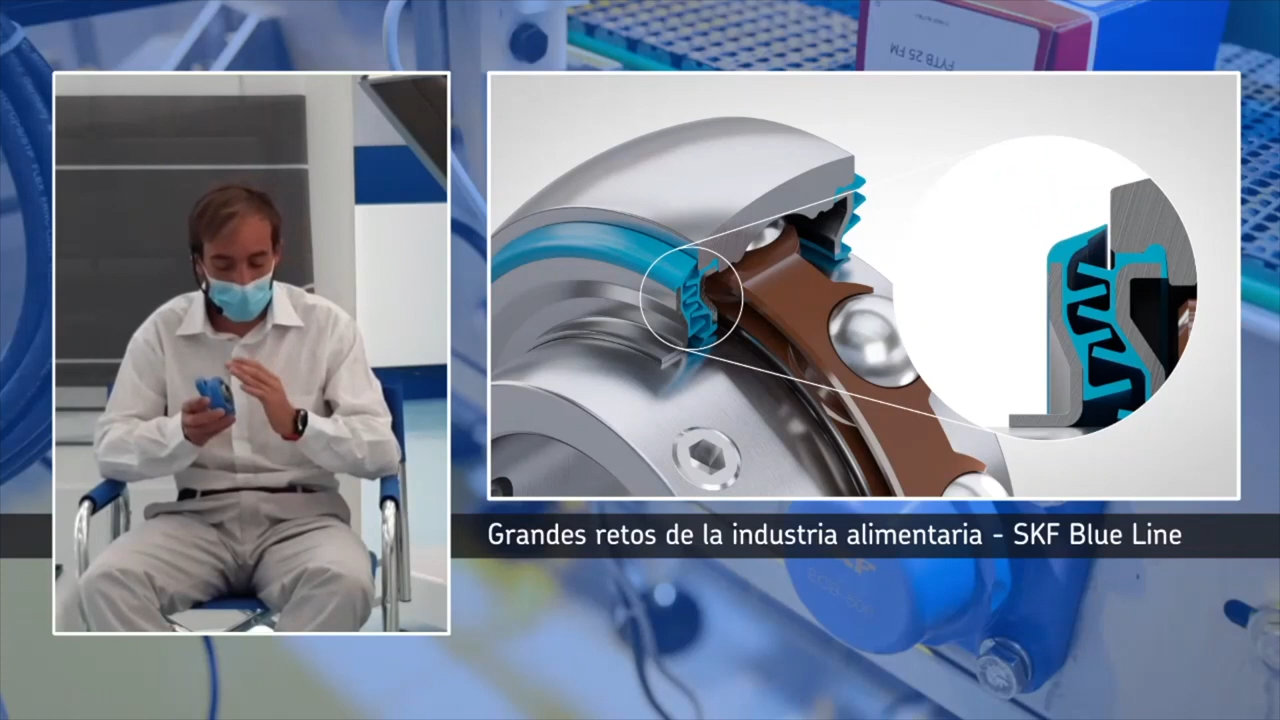 FYTB 25 FM
Grandes retos de la industria alimentaria - SKF Blue Line